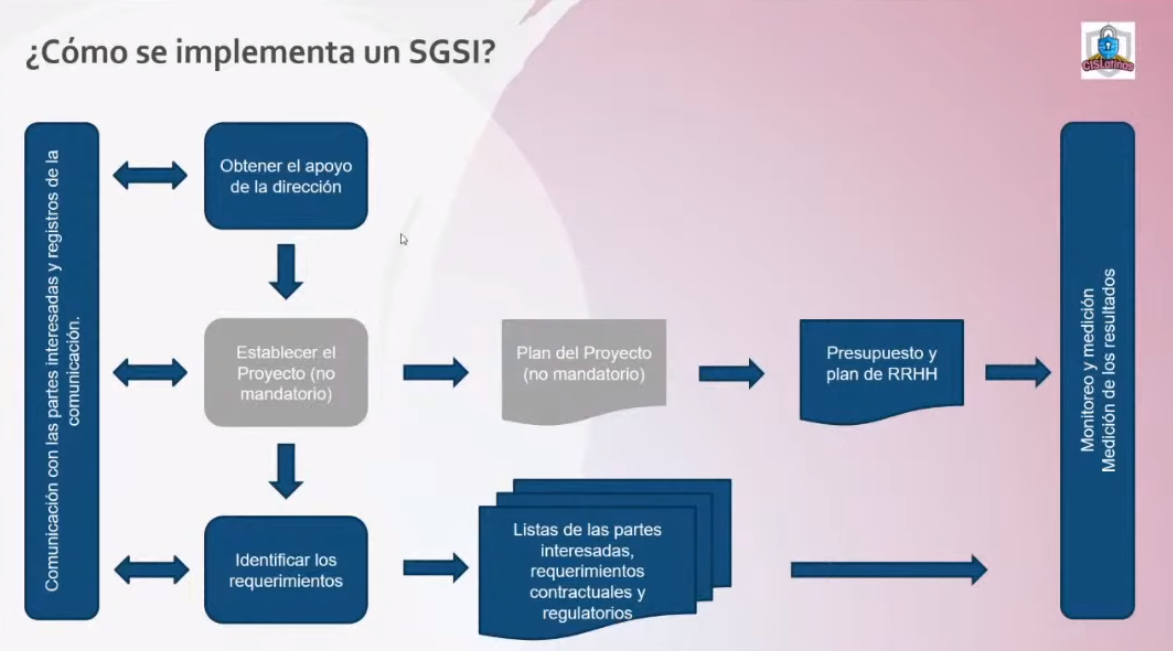 ¿Cómo se implementa un SGSI?
CISLatinos
Comunicación con las partes interesadas y registros de la
comunicación.
Obtener el apoyo
de la dirección
Establecer el
Proyecto (no
mandatorio)
Plan del Proyecto
(no mandatorio)
Presupuesto y
plan de RRHH
Identificar los
requerimientos
Listas de las partes
interesadas,
requerimientos
contractuales y
regulatorios
Monitoreo y medición
Medición de los resultados